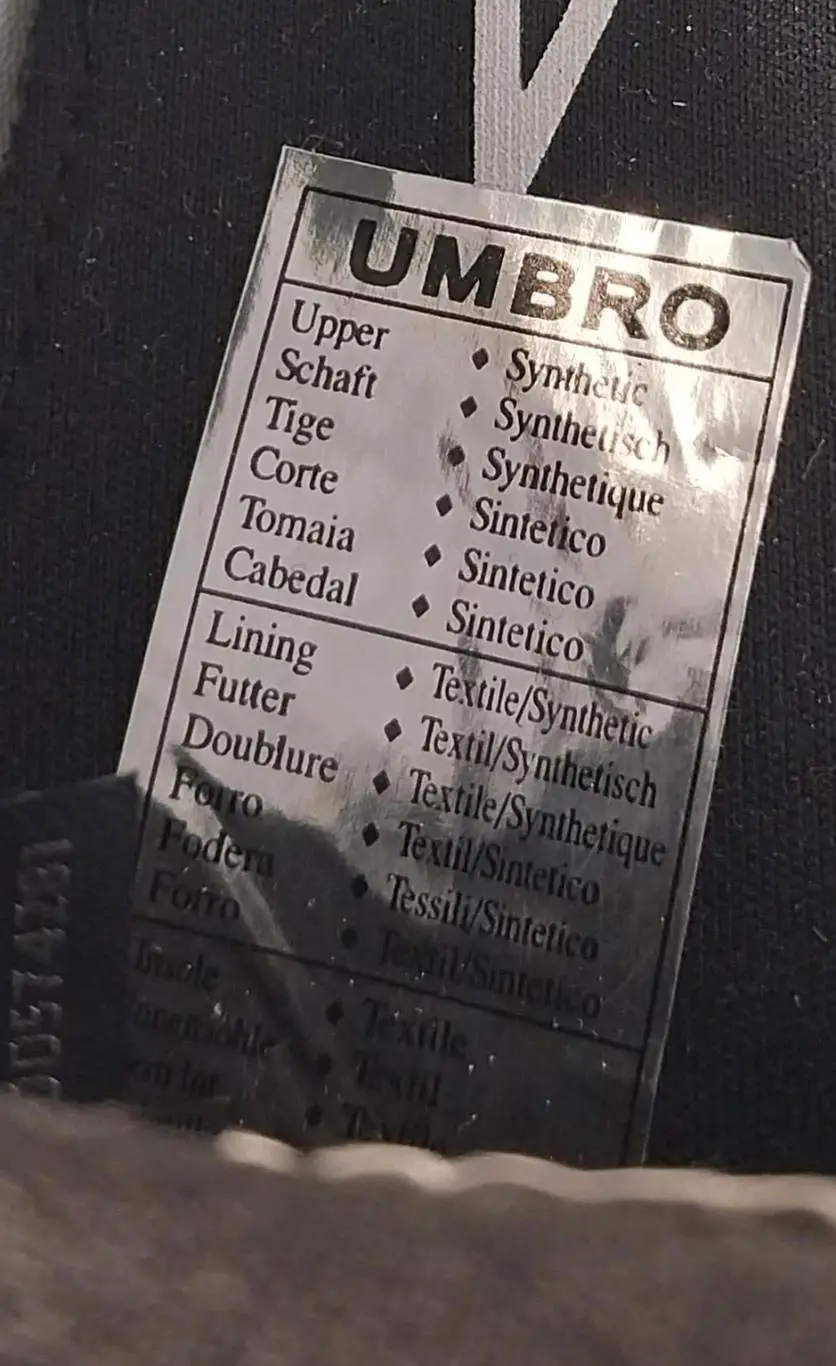 UMBRO
Upper ♦ Synthetic
Schaft ♦ Synthetisch
Tige ♦ Synthetique
Corte ♦ Sintetico
Tomaia ♦ Sintetico
Cabedal ♦ Sintetico
Lining ♦ Textile/Synthetic
Futter ♦ Textil/Synthetisch
Doublure ♦ Textile/Synthetique
Forro ♦ Textil/Sintetico
Fodera ♦ Tessili/Sintetico
Forro ♦ Textil/Sintetico
Insole ♦ Textile
♦ Textil
♦ Textile